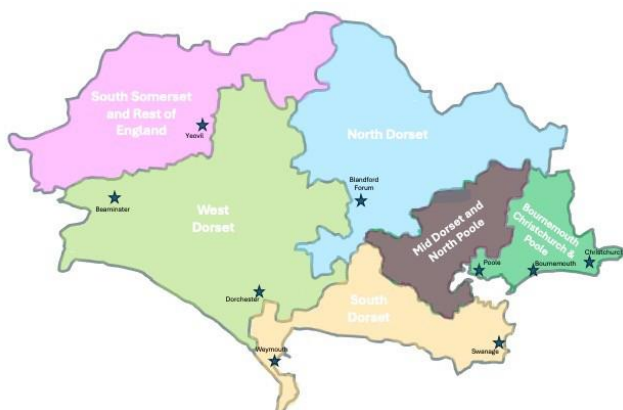 South Somerset
and Rest of
England
Yeovil
North Dorset
Blandford
Forum
Beaminster
West
Dorset
Mid Dorset and
North Poole
Bournemouth
Christchurch &
Poole
Christchurch
Poole
Bournemouth
Dorchester
South
Dorset
Weymouth
Swanage